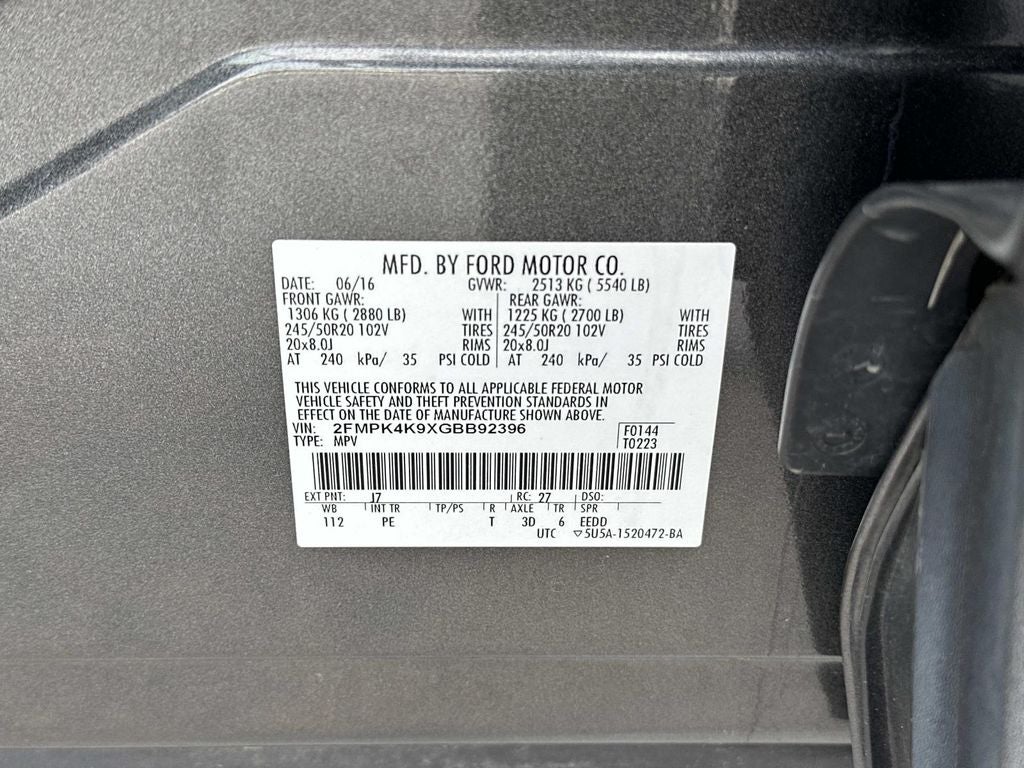 MFD. BY FORD MOTOR CO.
DATE: 06/16 GVWR: 2513 KG ( 5540 LB)
FRONT GAWR: REAR GAWR:
1306 KG ( 2880 LB) WITH 1225 KG ( 2700 LB) WITH
245/50R20 102V TIRES 245/50R20 102V TIRES
20x8.0J RIMS 20x8.0J RIMS
AT 240 kPa/ 35 PSI COLD AT 240 kPa/ 35 PSI COLD
THIS VEHICLE CONFORMS TO ALL APPLICABLE FEDERAL MOTOR
VEHICLE SAFETY AND THEFT PREVENTION STANDARDS IN
EFFECT ON THE DATE OF MANUFACTURE SHOWN ABOVE.
VIN: 2FMPK4K9XGBB92396 F0144
TYPE: MPV T0223
EXT PNT: J7 RC: 27 DSO:
WB INT TR TP/PS R AXLE TR SPR
112 PE T 3D 6 EEDD
UTC ▽5U5A-1520472-BA